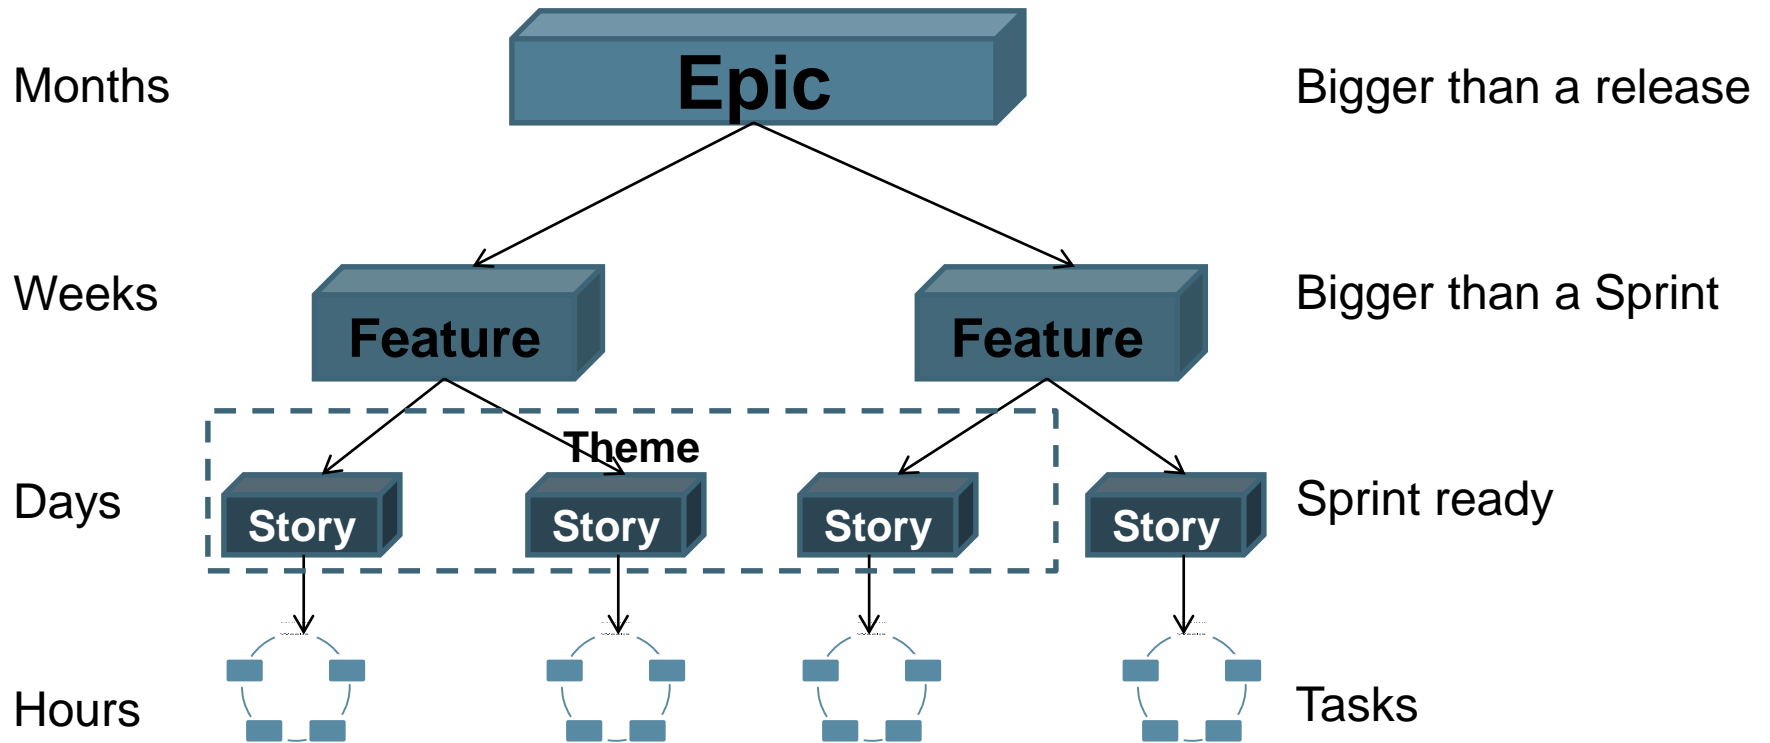 Months
Epic
Bigger than a release
Weeks
Feature
Feature
Bigger than a Sprint
Theme
Days
Story
Story
Story
Story
Sprint ready
Hours
Tasks